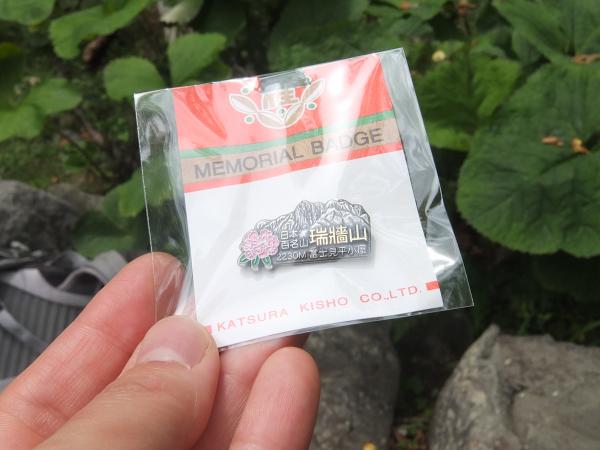 MEMORIAL BADGE
日本
百名山 瑞牆山
2230M 富士見平小屋
KATSURA KISHO CO.,LTD.